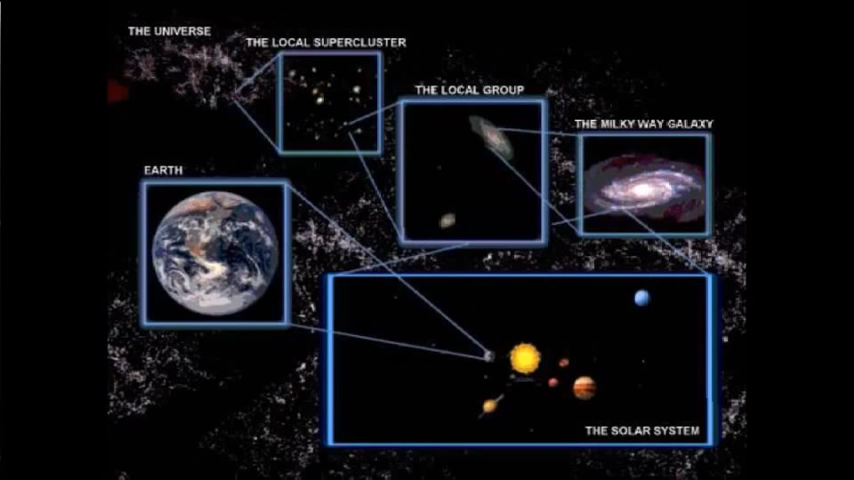 THE UNIVERSE
THE LOCAL SUPERCLUSTER
THE LOCAL GROUP
THE MILKY WAY GALAXY
EARTH
THE SOLAR SYSTEM